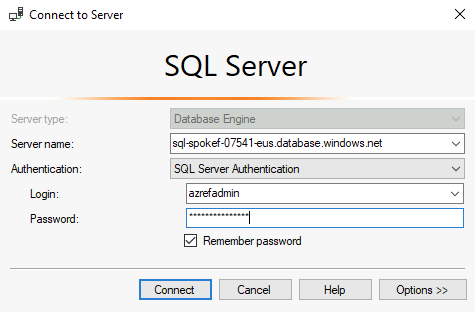 Connect to Server
SQL Server
Server type: Database Engine
Server name: sql-spokef-07541-eus.database.windows.net
Authentication: SQL Server Authentication
Login: azrefadmin
Password: ***************
Remember password
Connect Cancel Help Options >>